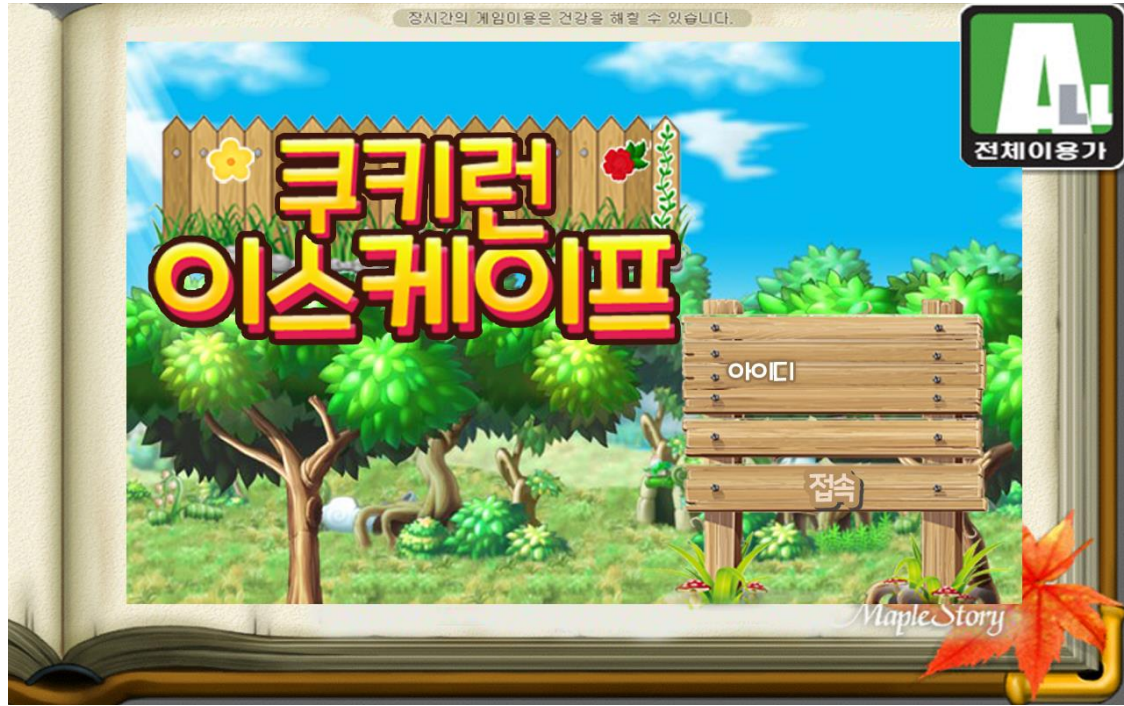 장시간의 게임이용은 건강을 해칠 수 있습니다.
ALL
전체이용가
쿠키런
이스케이프
아이디
접속
MapleStory